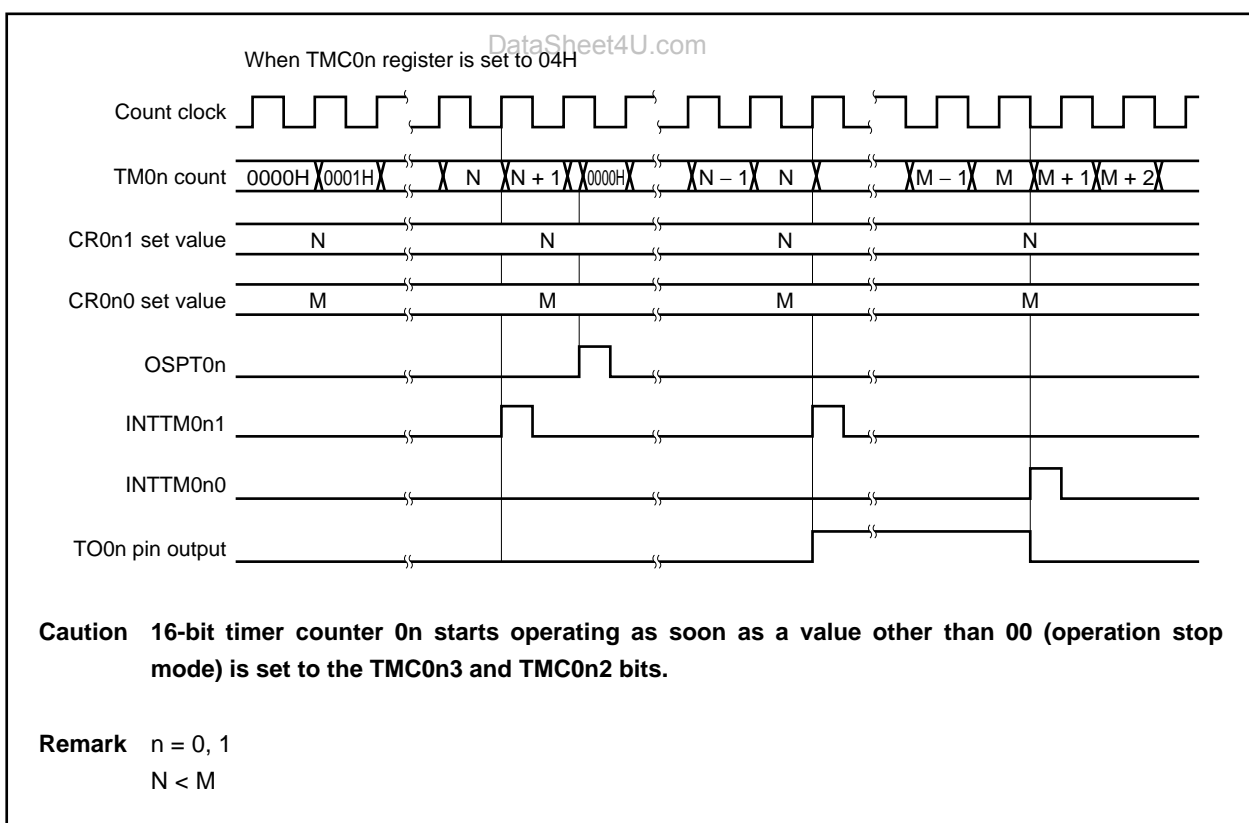 DataSheet4U.com
When TMC0n register is set to 04H
Count clock
TM0n count 0000H 0001H N N + 1 0000H N − 1 N M − 1 M M + 1 M + 2
CR0n1 set value N N N N
CR0n0 set value M M M M
OSPT0n
INTTM0n1
INTTM0n0
TO0n pin output
Caution 16-bit timer counter 0n starts operating as soon as a value other than 00 (operation stop
mode) is set to the TMC0n3 and TMC0n2 bits.
Remark n = 0, 1
N < M